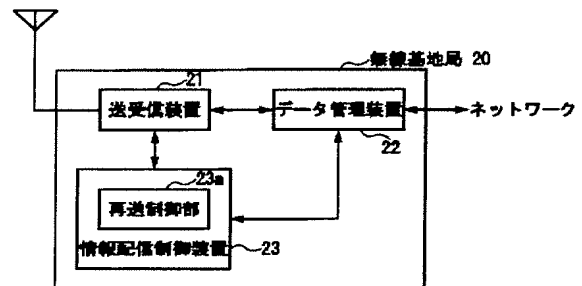 無線基地局 20
21
送受信装置
データ管理装置
ネットワーク
22
23a
再送制御部
情報配信制御装置
23